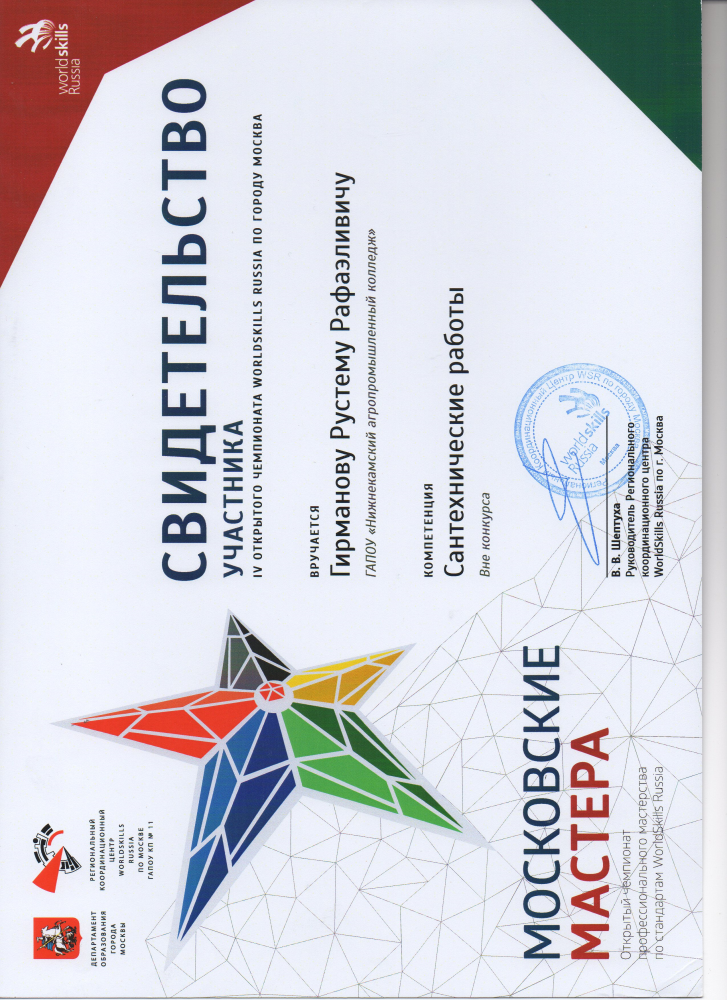 worldskills
Russia
СВИДЕТЕЛЬСТВО
УЧАСТНИКА
IV ОТКРЫТОГО ЧЕМПИОНАТА WORLDSKILLS RUSSIA ПО ГОРОДУ МОСКВА
ВРУЧАЕТСЯ
Гирманову Рустему Рафаэливичу
ГАПОУ «Нижнекамский агропромышленный колледж»
КОМПЕТЕНЦИЯ
Сантехнические работы
Вне конкурса
В. В. Шептуха
Руководитель Регионального
координационного центра
WorldSkills Russia по г. Москва
Координационный Центр WSR по городу
worldskills
Russia
Москва
ДЕПАРТАМЕНТ
ОБРАЗОВАНИЯ
ГОРОДА
МОСКВЫ
РЕГИОНАЛЬНЫЙ
КООРДИНАЦИОННЫЙ
ЦЕНТР
WORLDSKILLS
RUSSIA
ПО МОСКВЕ
ГАПОУ КП № 11
МОСКОВСКИЕ
МАСТЕРА
Открытый чемпионат
профессионального мастерства
по стандартам WorldSkills Russia